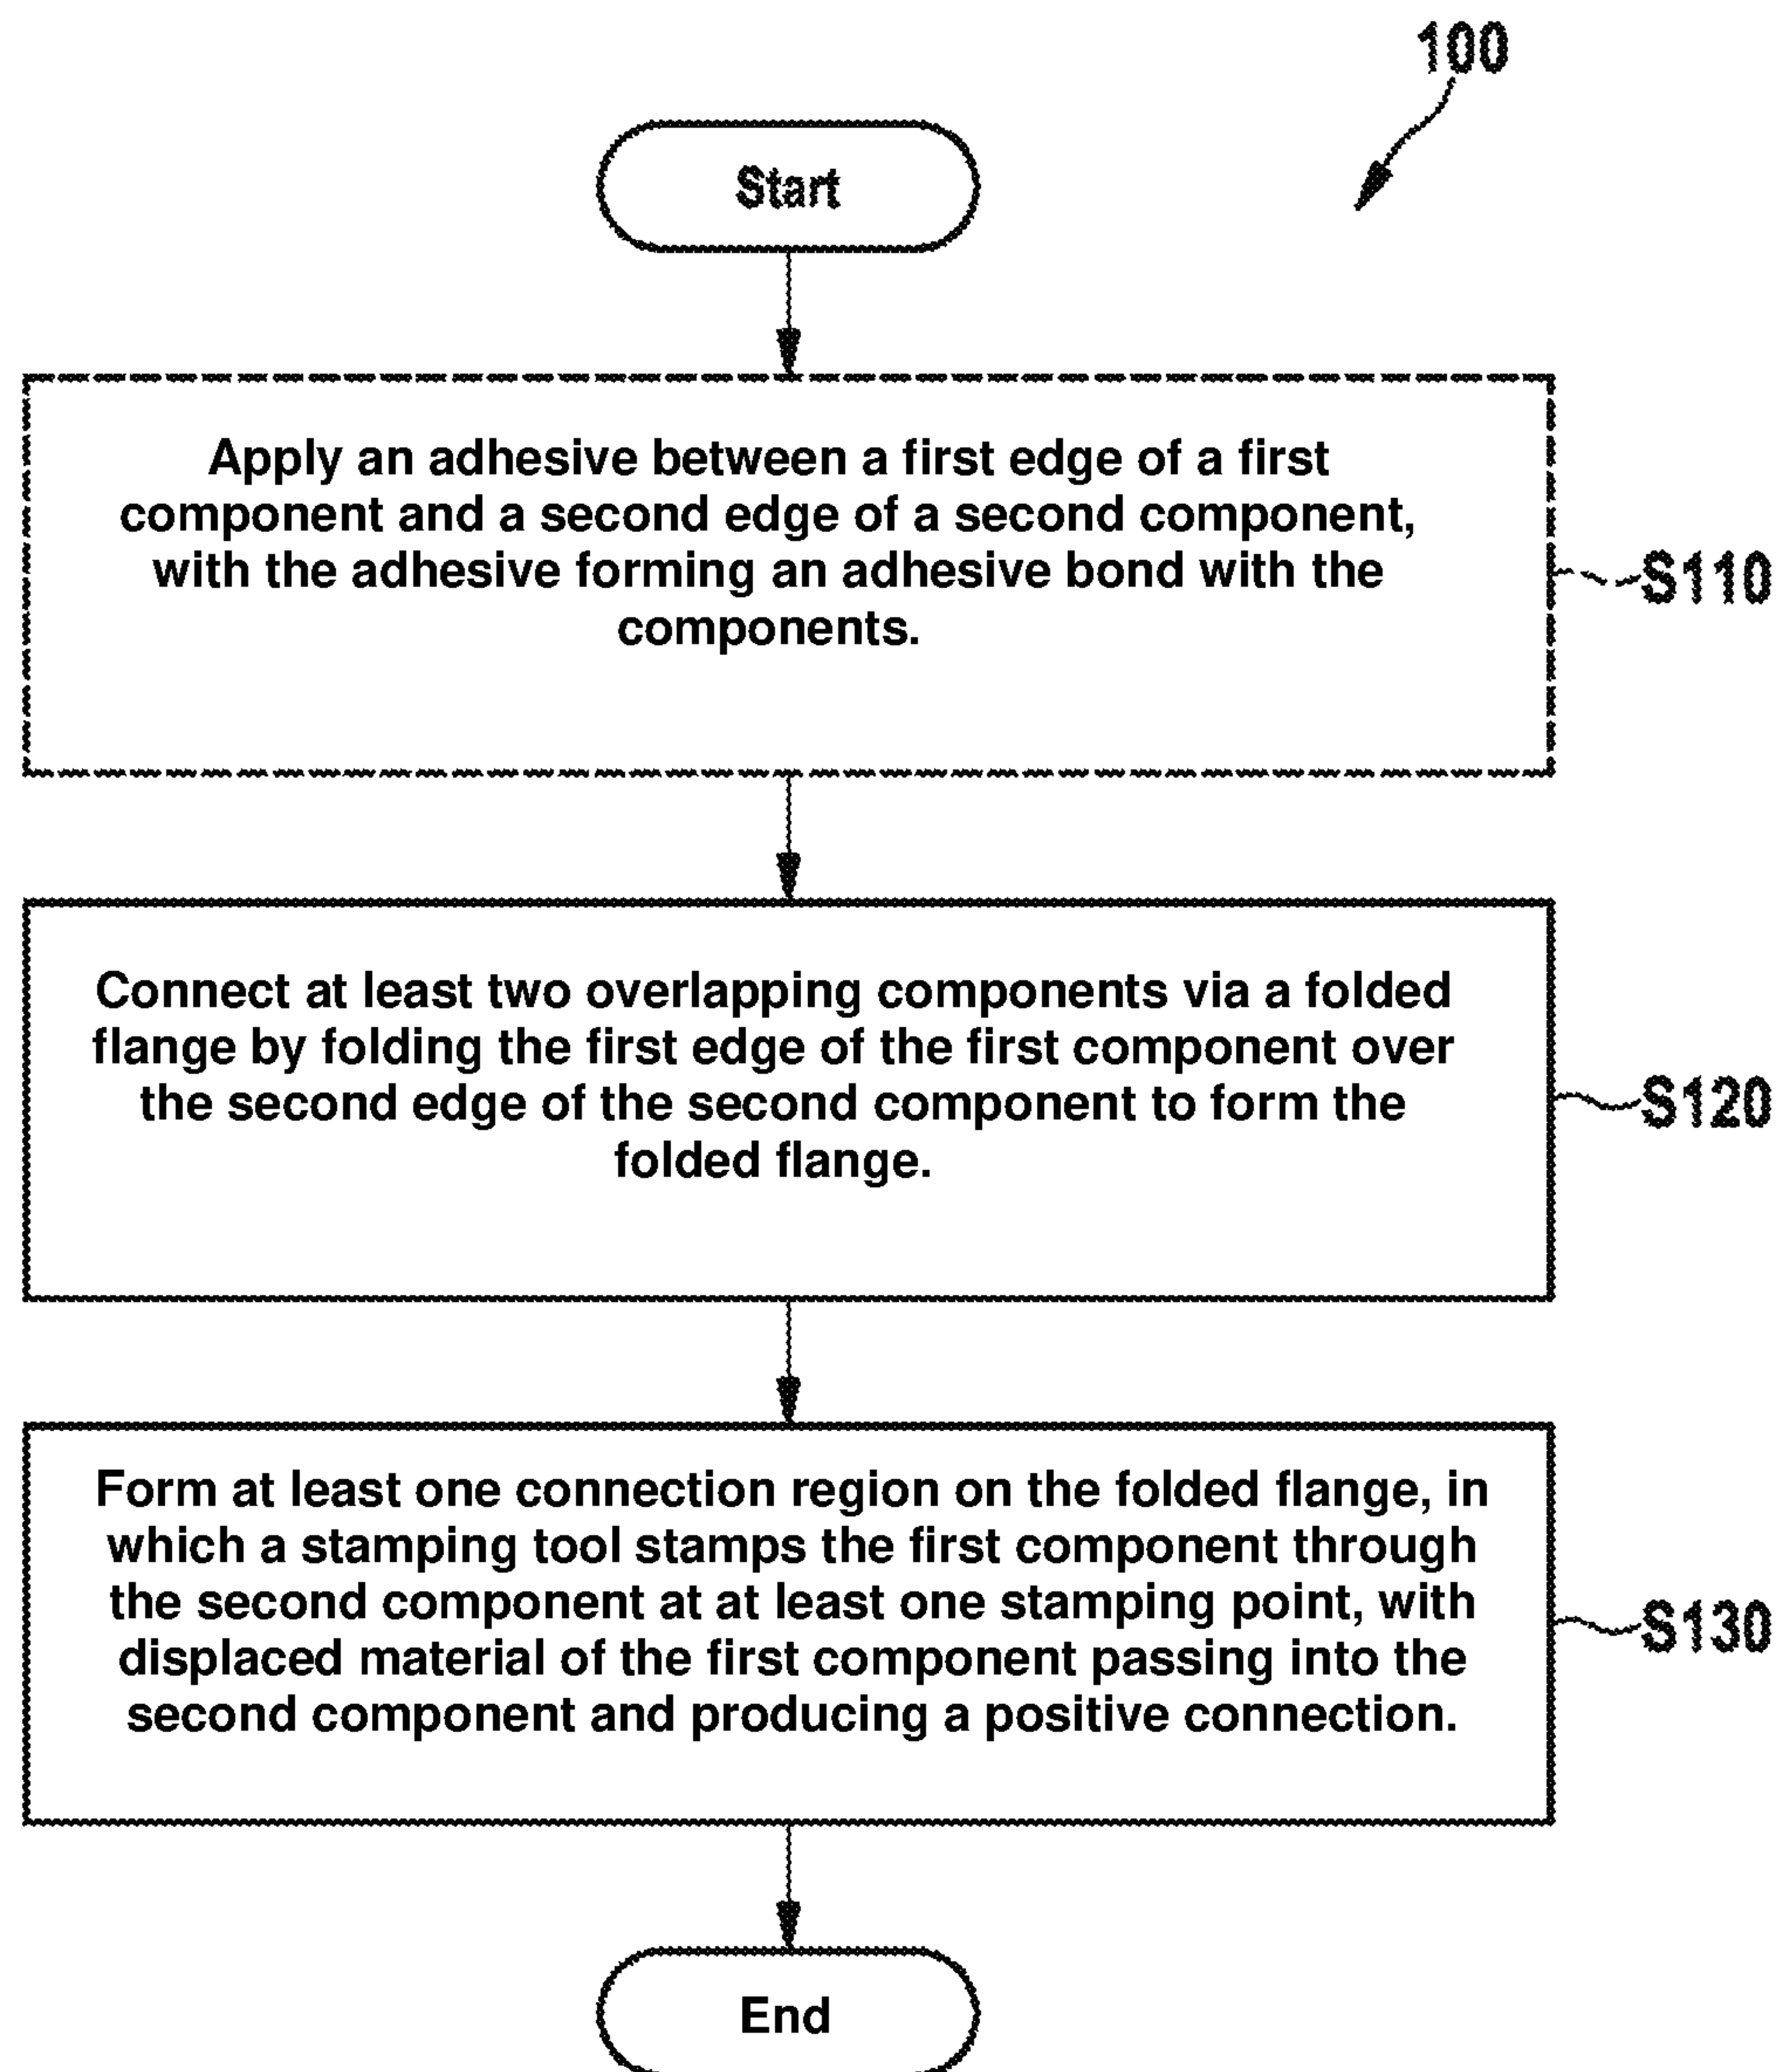 100
Start
Apply an adhesive between a first edge of a first
component and a second edge of a second component,
with the adhesive forming an adhesive bond with the
components.
S110
Connect at least two overlapping components via a folded
flange by folding the first edge of the first component over
the second edge of the second component to form the
folded flange.
S120
Form at least one connection region on the folded flange, in
which a stamping tool stamps the first component through
the second component at at least one stamping point, with
displaced material of the first component passing into the
second component and producing a positive connection.
S130
End